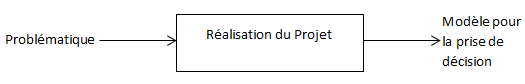 Problématique
Réalisation du Projet
Modèle pour
la prise de
décision